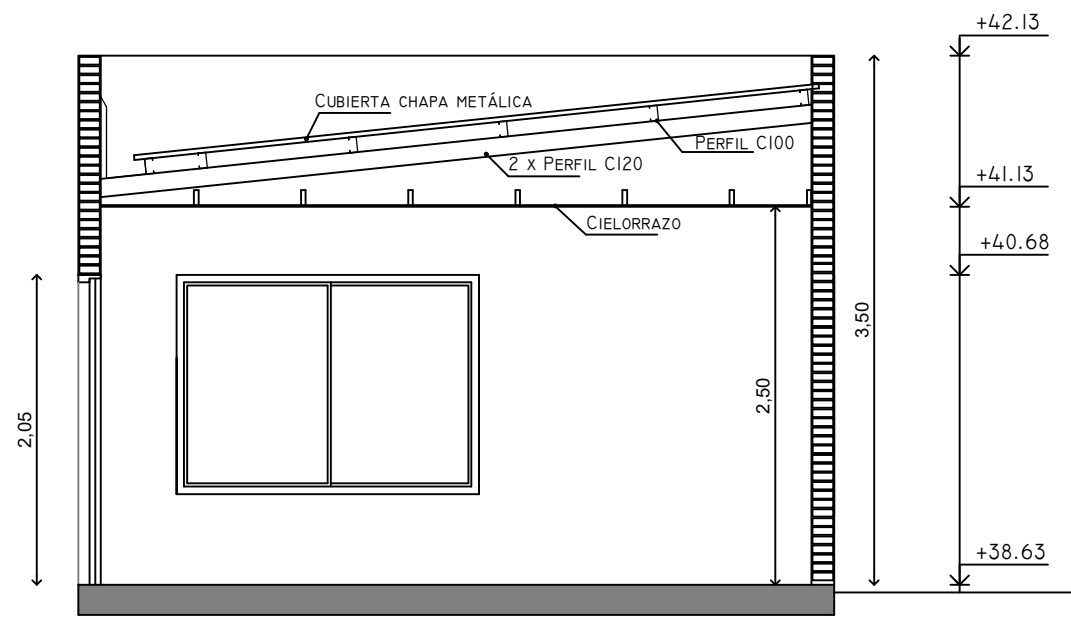 +42.13
CUBIERTA CHAPA METÁLICA
PERFIL C100
2 X PERFIL C120
+41.13
CIELORRAZO
+40.68
3,50
2,50
2,05
+38.63